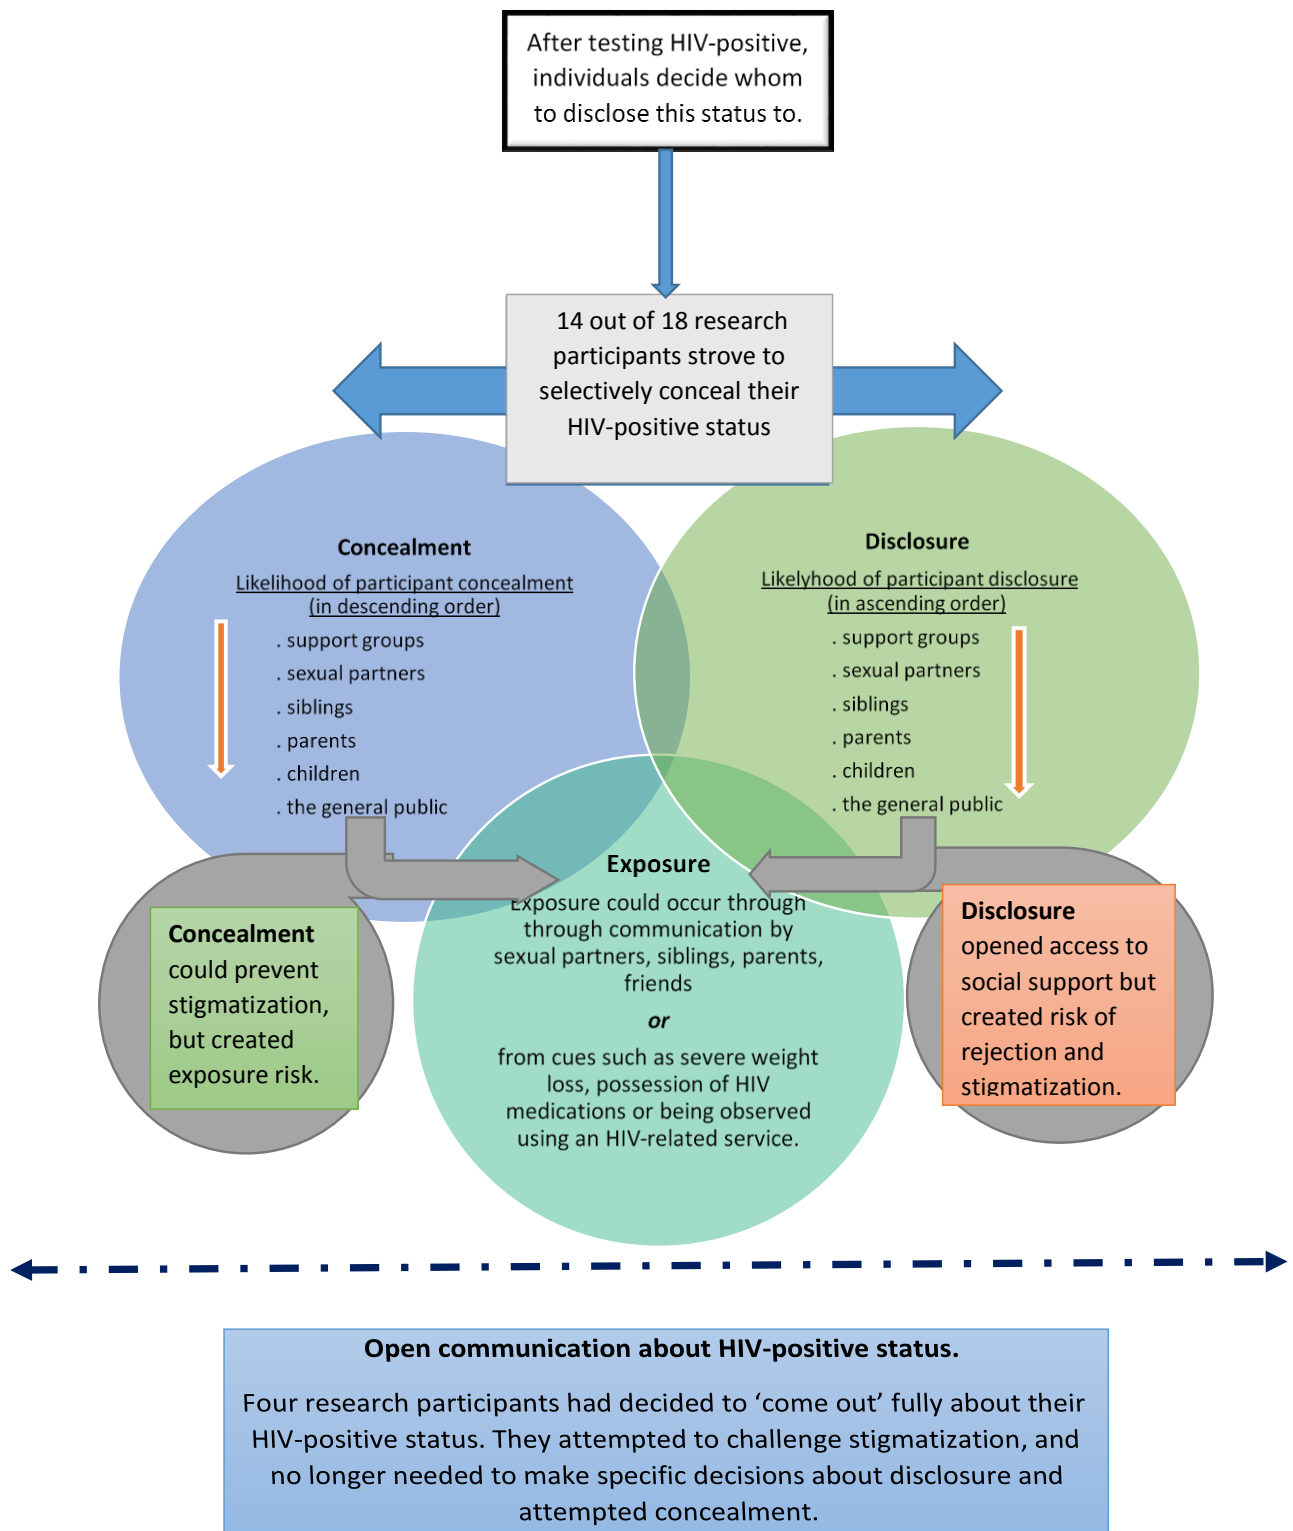 After testing HIV-positive,
individuals decide whom
to disclose this status to.
14 out of 18 research
participants strove to
selectively conceal their
HIV-positive status
Concealment
Likelihood of participant concealment
(in descending order)
. support groups
. sexual partners
. siblings
. parents
. children
. the general public
Disclosure
Likelyhood of participant disclosure
(in ascending order)
. support groups
. sexual partners
. siblings
. parents
. children
. the general public
Concealment
could prevent
stigmatization,
but created
exposure risk.
Exposure
Exposure could occur through
through communication by
sexual partners, siblings, parents,
friends
or
from cues such as severe weight
loss, possession of HIV
medications or being observed
using an HIV-related service.
Disclosure
opened access to
social support but
created risk of
rejection and
stigmatization.
Open communication about HIV-positive status.
Four research participants had decided to ‘come out’ fully about their
HIV-positive status. They attempted to challenge stigmatization, and
no longer needed to make specific decisions about disclosure and
attempted concealment.